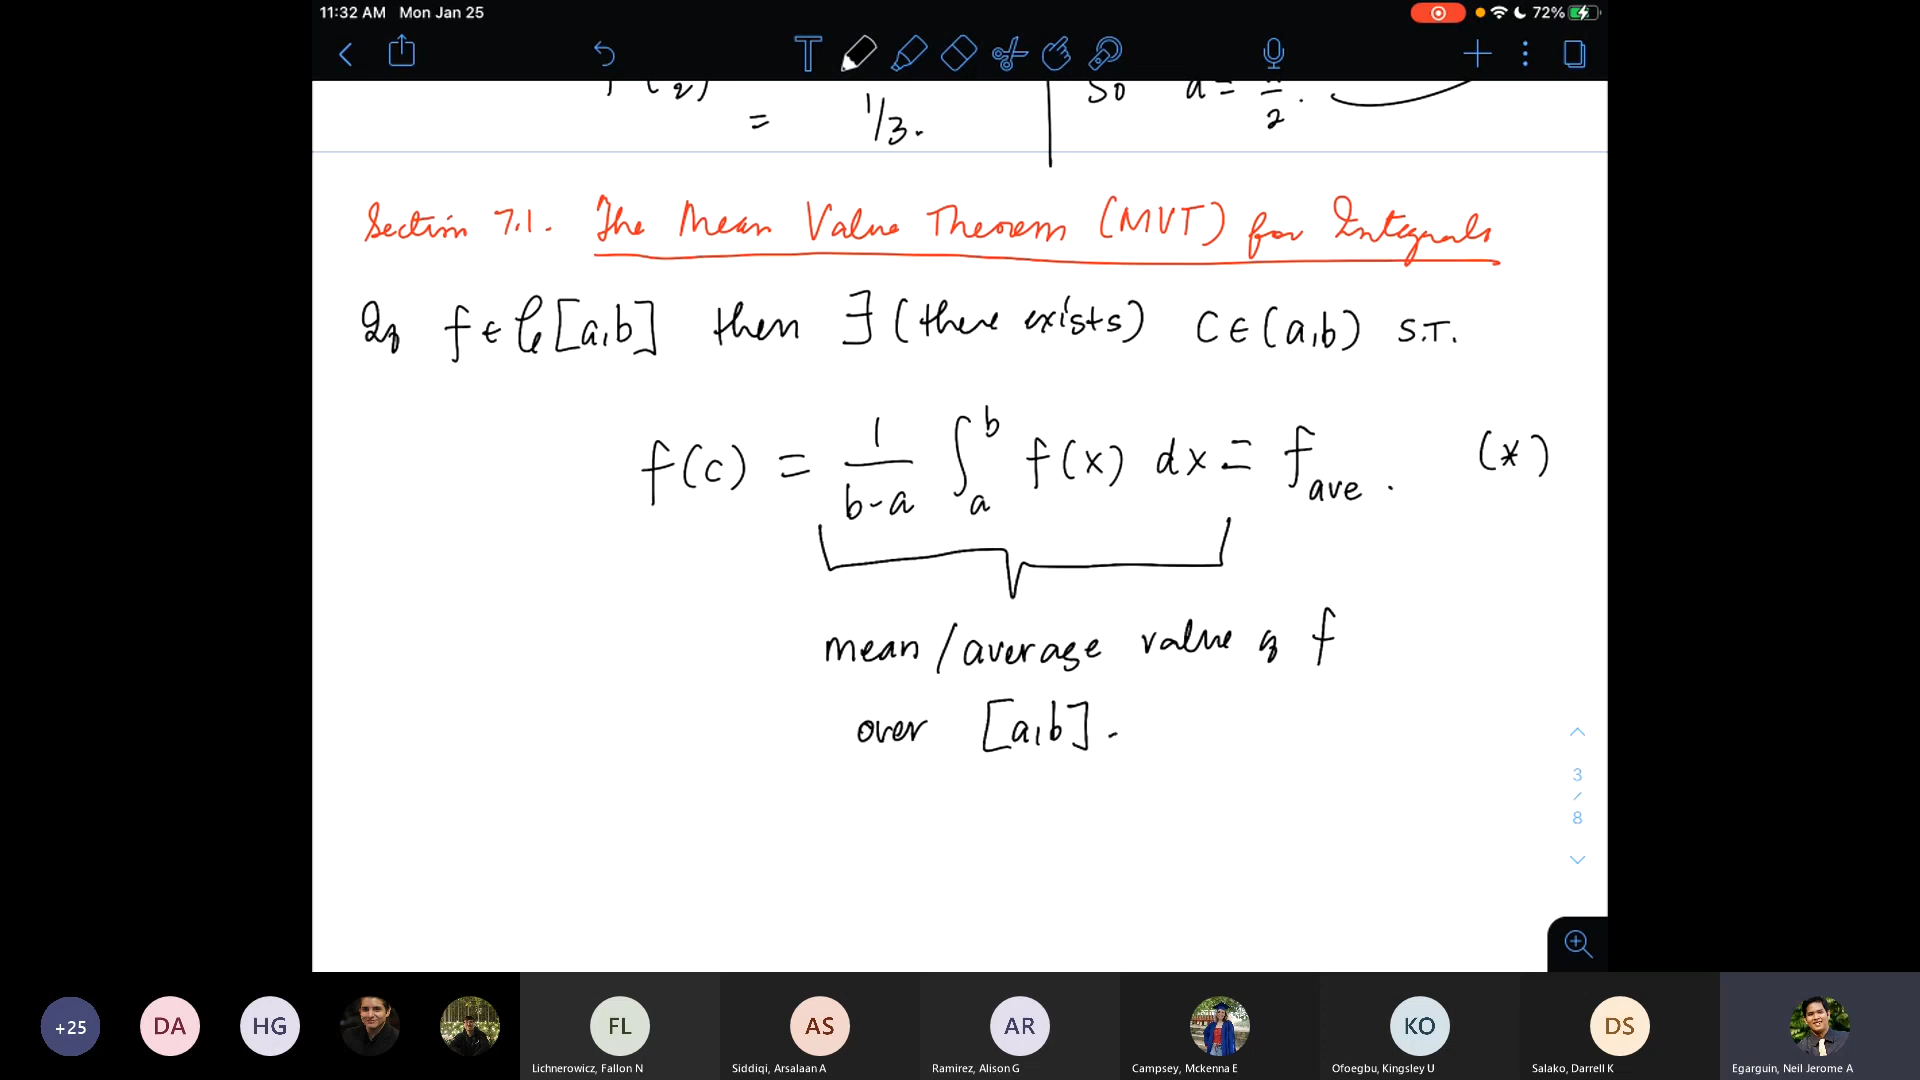 11:32 AM Mon Jan 25
72%
T
f(2)
= 1/3.
So a = π/2.
Section 7.1. The Mean Value Theorem (MVT) for Integrals
If f ∈ C[a,b] then ∃ (there exists) C ∈ (a,b) S.T.
f(c) = 1/(b-a) ∫_a^b f(x) dx = f_ave. (*)
mean/average value of f
over [a,b].
3
/
8
+25
DA
HG
FL
AS
AR
KO
DS
Lichnerowicz, Fallon N
Siddiqi, Arsalaan A
Ramirez, Alison G
Campsey, Mckenna E
Ofoegbu, Kingsley U
Salako, Darrell K
Egarguin, Neil Jerome A